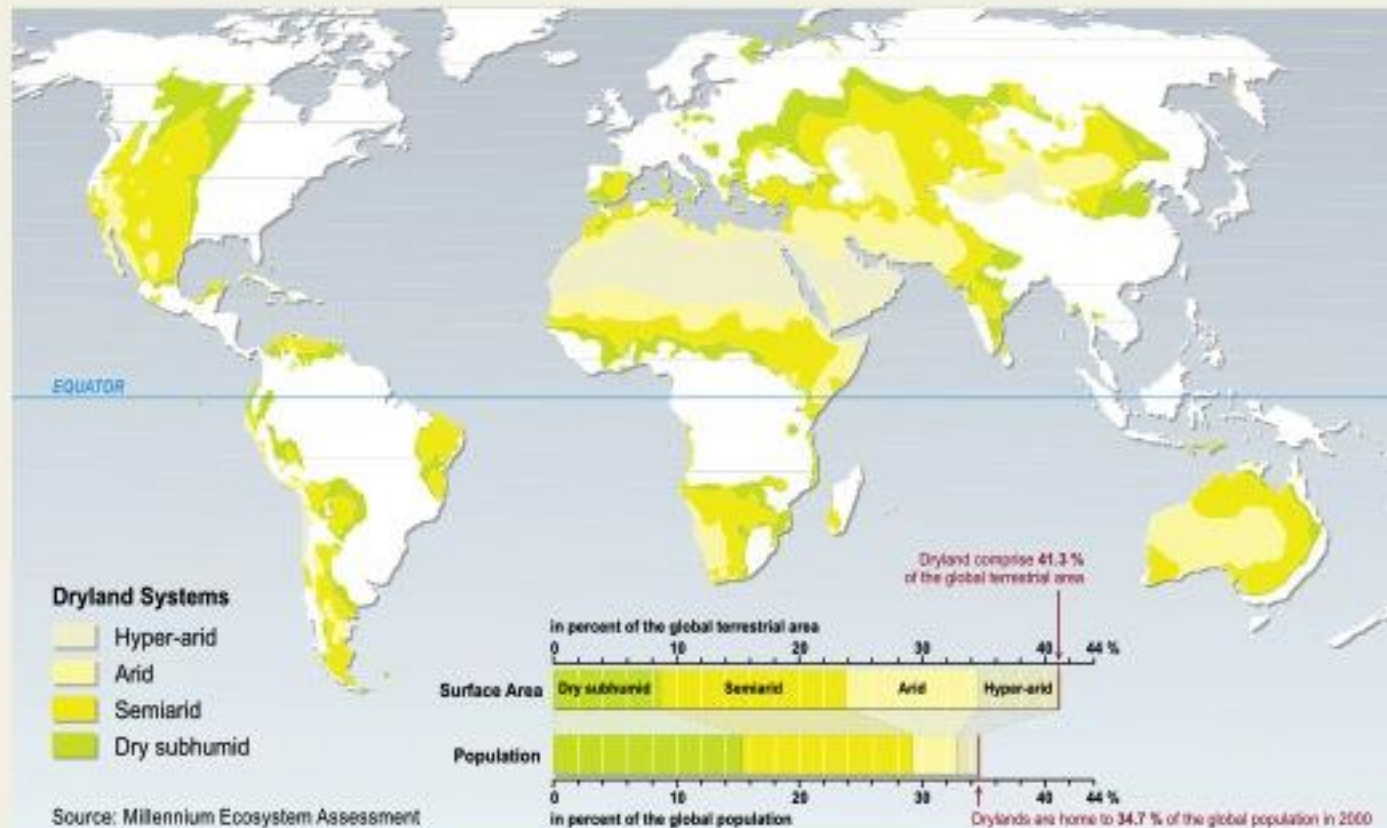 EQUATOR
Dryland Systems
Hyper-arid
Arid
Semiarid
Dry subhumid
Source: Millennium Ecosystem Assessment
Dryland comprise 41.3 %
of the global terrestrial area
in percent of the global terrestrial area
0 10 20 30 40 44 %
Surface Area Dry subhumid Semiarid Arid Hyper-arid
Population
0 10 20 30 40 44 %
in percent of the global population
Drylands are home to 34.7 % of the global population in 2000